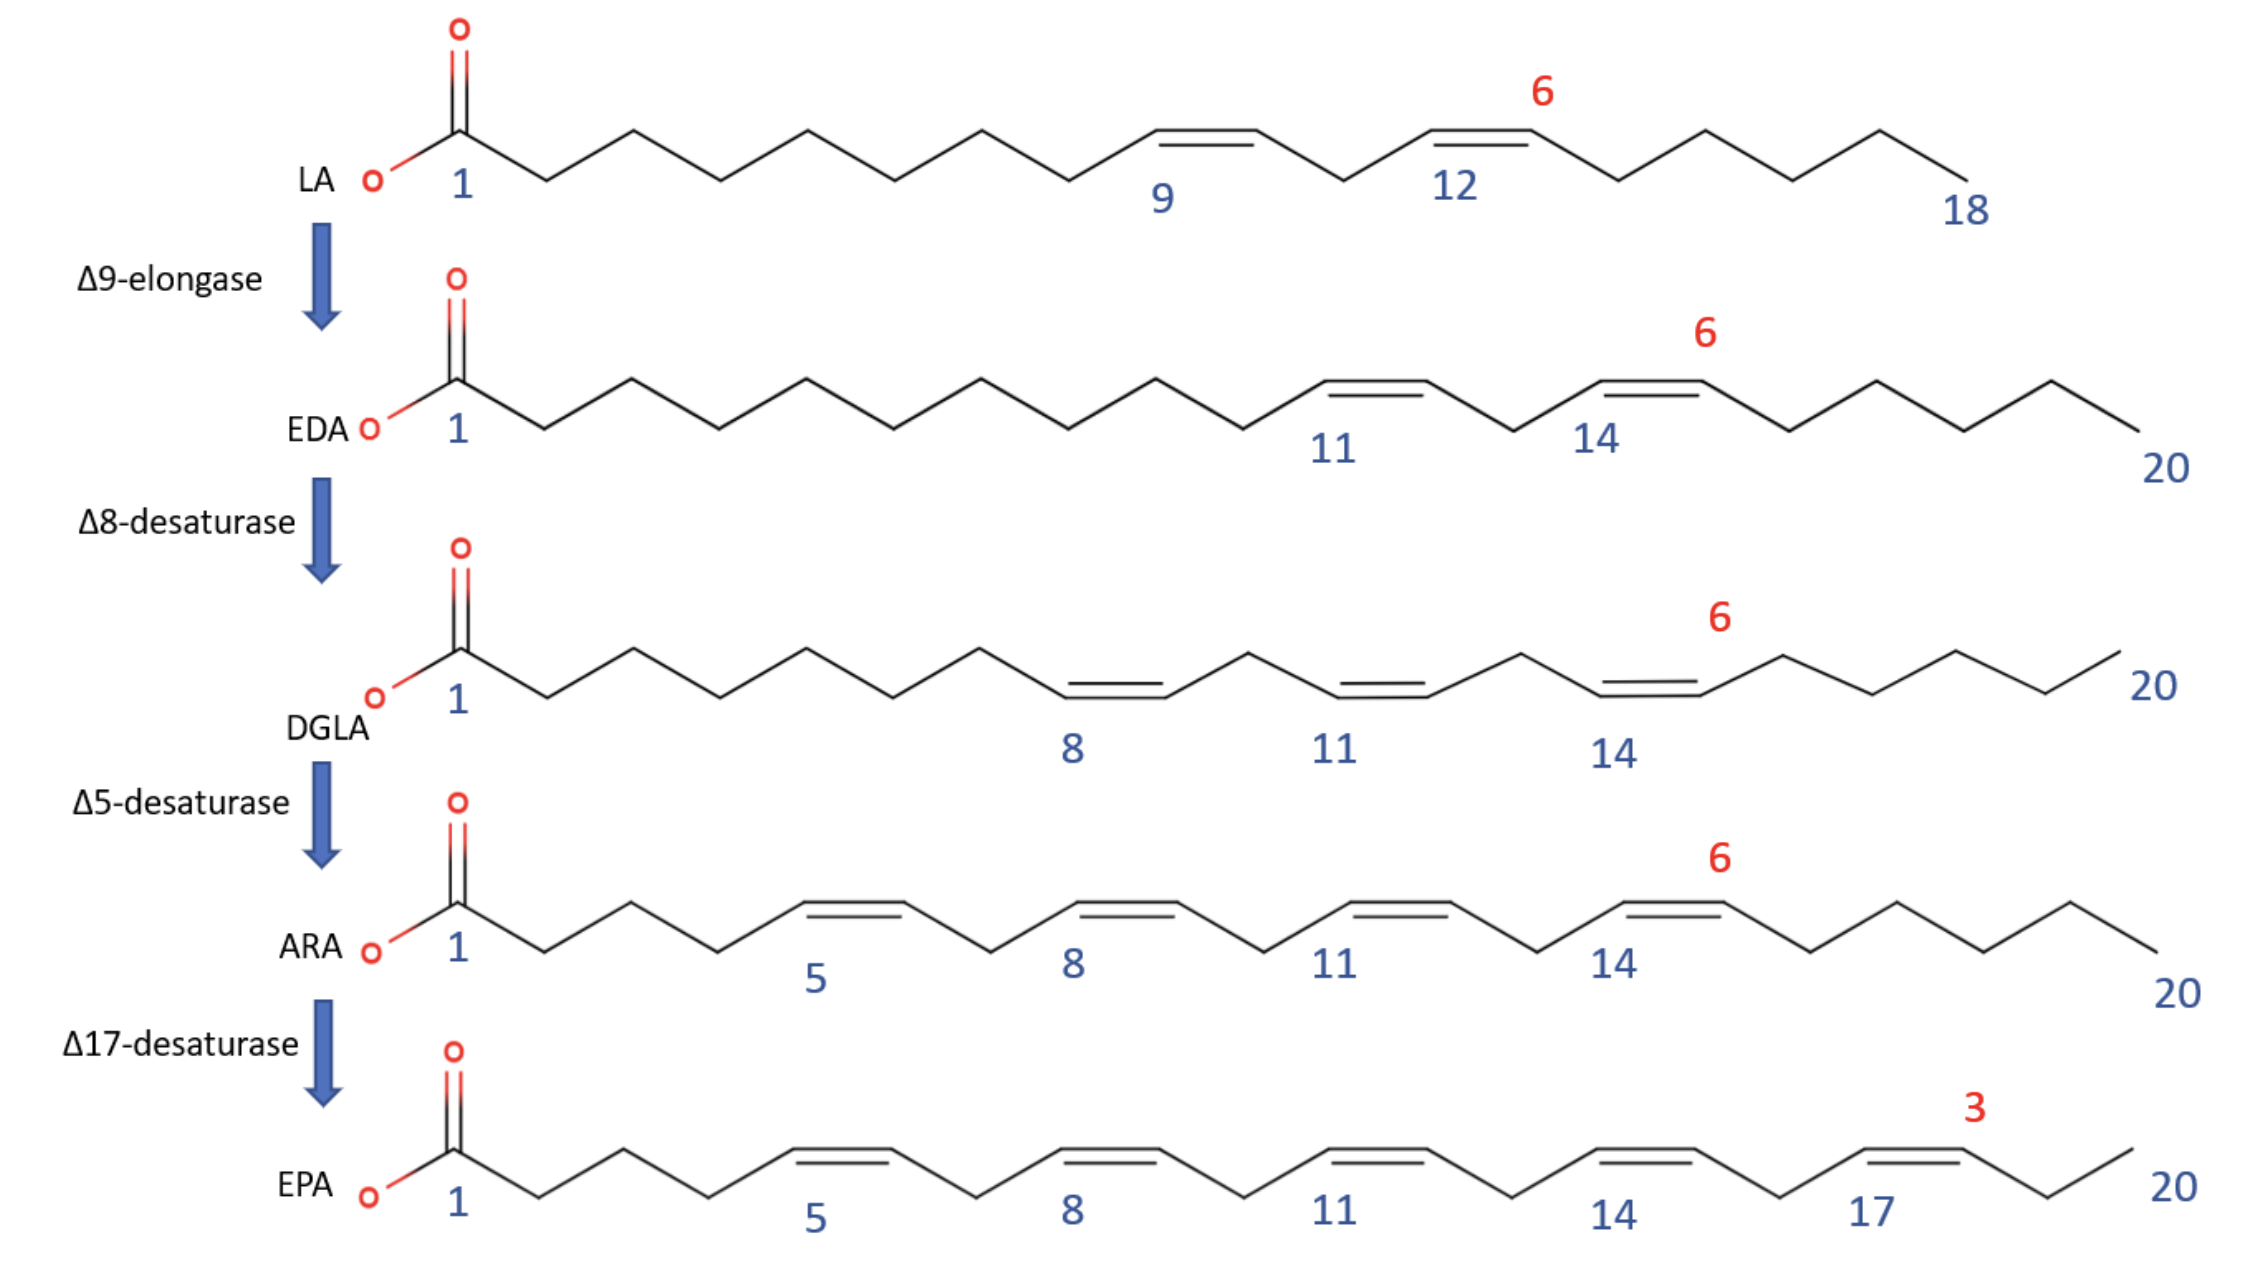 O
6
LA O 1 9 12 18
Δ9-elongase
O
6
EDA O 1 11 14 20
Δ8-desaturase
O
6
O 1 20
DGLA 8 11 14
Δ5-desaturase
O
6
ARA O 1 5 8 11 14 20
Δ17-desaturase
O
3
EPA O 1 5 8 11 14 17 20